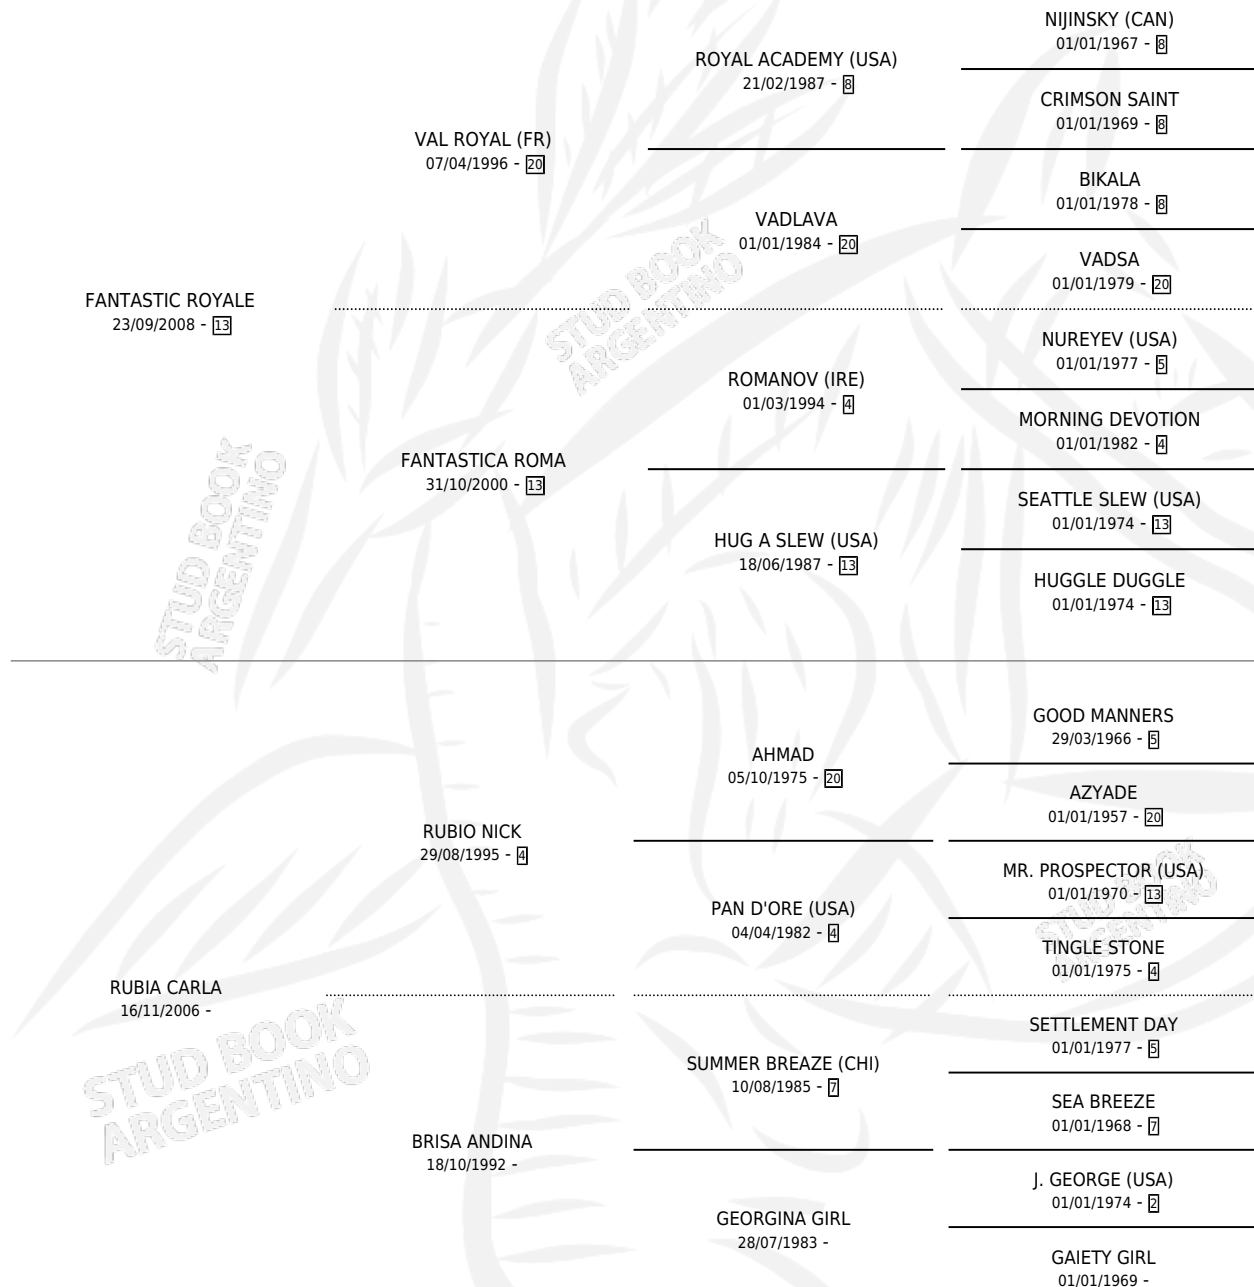 NIJINSKY (CAN)
01/01/1967 - 8
ROYAL ACADEMY (USA)
21/02/1987 - 8
CRIMSON SAINT
01/01/1969 - 8
VAL ROYAL (FR)
07/04/1996 - 20
BIKALA
01/01/1978 - 8
VADLAVA
01/01/1984 - 20
VADSA
01/01/1979 - 20
FANTASTIC ROYALE
23/09/2008 - 13
STUD BOOK
ARGENTINO
NUREYEV (USA)
01/01/1977 - 5
ROMANOV (IRE)
01/03/1994 - 4
MORNING DEVOTION
01/01/1982 - 4
FANTASTICA ROMA
31/10/2000 - 13
SEATTLE SLEW (USA)
01/01/1974 - 13
HUG A SLEW (USA)
18/06/1987 - 13
HUGGLE DUGGLE
01/01/1974 - 13
STUD BOOK
ARGENTINO
GOOD MANNERS
29/03/1966 - 5
AHMAD
05/10/1975 - 20
AZYADE
01/01/1957 - 20
RUBIO NICK
29/08/1995 - 4
MR. PROSPECTOR (USA)
01/01/1970 - 13
PAN D'ORE (USA)
04/04/1982 - 4
TINGLE STONE
01/01/1975 - 4
STUD BOOK
ARGENTINO
RUBIA CARLA
16/11/2006 -
SETTLEMENT DAY
01/01/1977 - 5
SUMMER BREAZE (CHI)
10/08/1985 - 7
SEA BREEZE
01/01/1968 - 7
STUD BOOK
ARGENTINO
BRISA ANDINA
18/10/1992 -
J. GEORGE (USA)
01/01/1974 - 2
GEORGINA GIRL
28/07/1983 -
GAIETY GIRL
01/01/1969 -